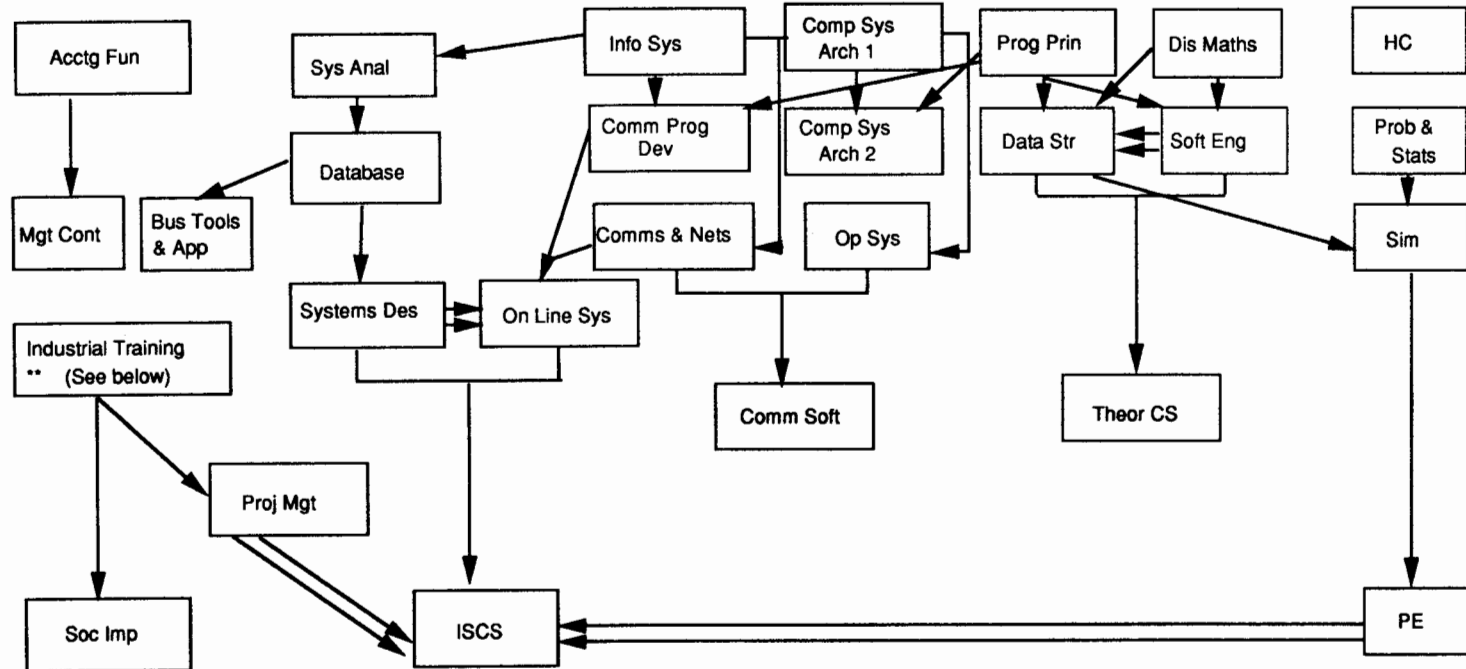 Acctg Fun
Sys Anal
Info Sys
Comp Sys
Arch 1
Prog Prin
Dis Maths
HC
Comm Prog
Dev
Comp Sys
Arch 2
Data Str
Soft Eng
Prob &
Stats
Database
Mgt Cont
Bus Tools
& App
Comms & Nets
Op Sys
Sim
Systems Des
On Line Sys
Industrial Training
** (See below)
Comm Soft
Theor CS
Proj Mgt
Soc Imp
ISCS
PE